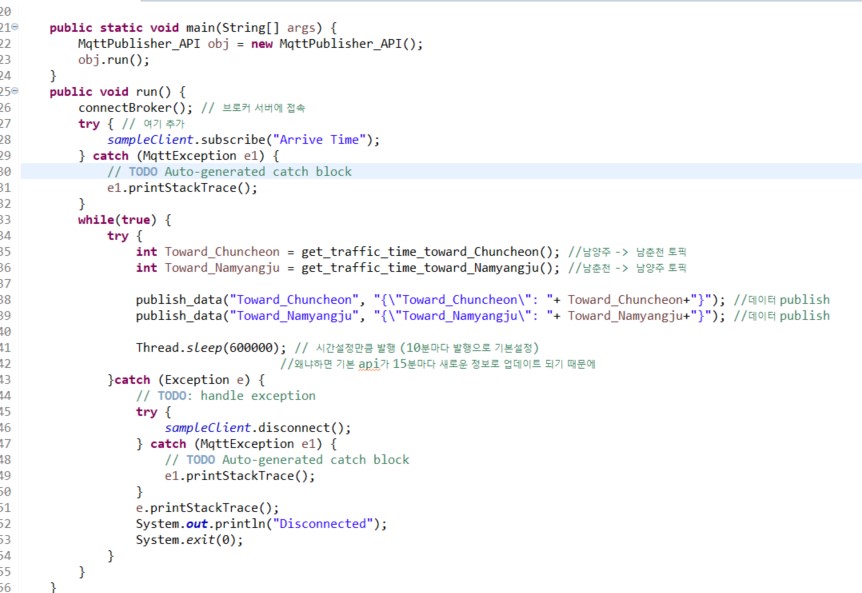 20
21    public static void main(String[] args) {
22        MqttPublisher_API obj = new MqttPublisher_API();
23        obj.run();
24    }
25    public void run() {
26        connectBroker(); // 브로커 서버에 접속
27        try { // 여기 추가
28            sampleClient.subscribe("Arrive Time");
29        } catch (MqttException e1) {
30            // TODO Auto-generated catch block
31            e1.printStackTrace();
32        }
33        while(true) {
34            try {
35                int Toward_Chuncheon = get_traffic_time_toward_Chuncheon(); //남양주 -> 남춘천 토픽
36                int Toward_Namyangju = get_traffic_time_toward_Namyangju(); //남춘천 -> 남양주 토픽
37
38                publish_data("Toward_Chuncheon", "{\"Toward_Chuncheon\": "+ Toward_Chuncheon+"}"); //데이터 publish
39                publish_data("Toward_Namyangju", "{\"Toward_Namyangju\": "+ Toward_Namyangju+"}"); //데이터 publish
40
41                Thread.sleep(600000); // 시간설정만큼 발행 (10분마다 발행으로 기본설정)
42                                    //왜냐하면 기본 api가 15분마다 새로운 정보로 업데이트 되기 때문에
43            }catch (Exception e) {
44                // TODO: handle exception
45                try {
46                    sampleClient.disconnect();
47                } catch (MqttException e1) {
48                    // TODO Auto-generated catch block
49                    e1.printStackTrace();
50                }
51                e.printStackTrace();
52                System.out.println("Disconnected");
53                System.exit(0);
54            }
55        }
56    }